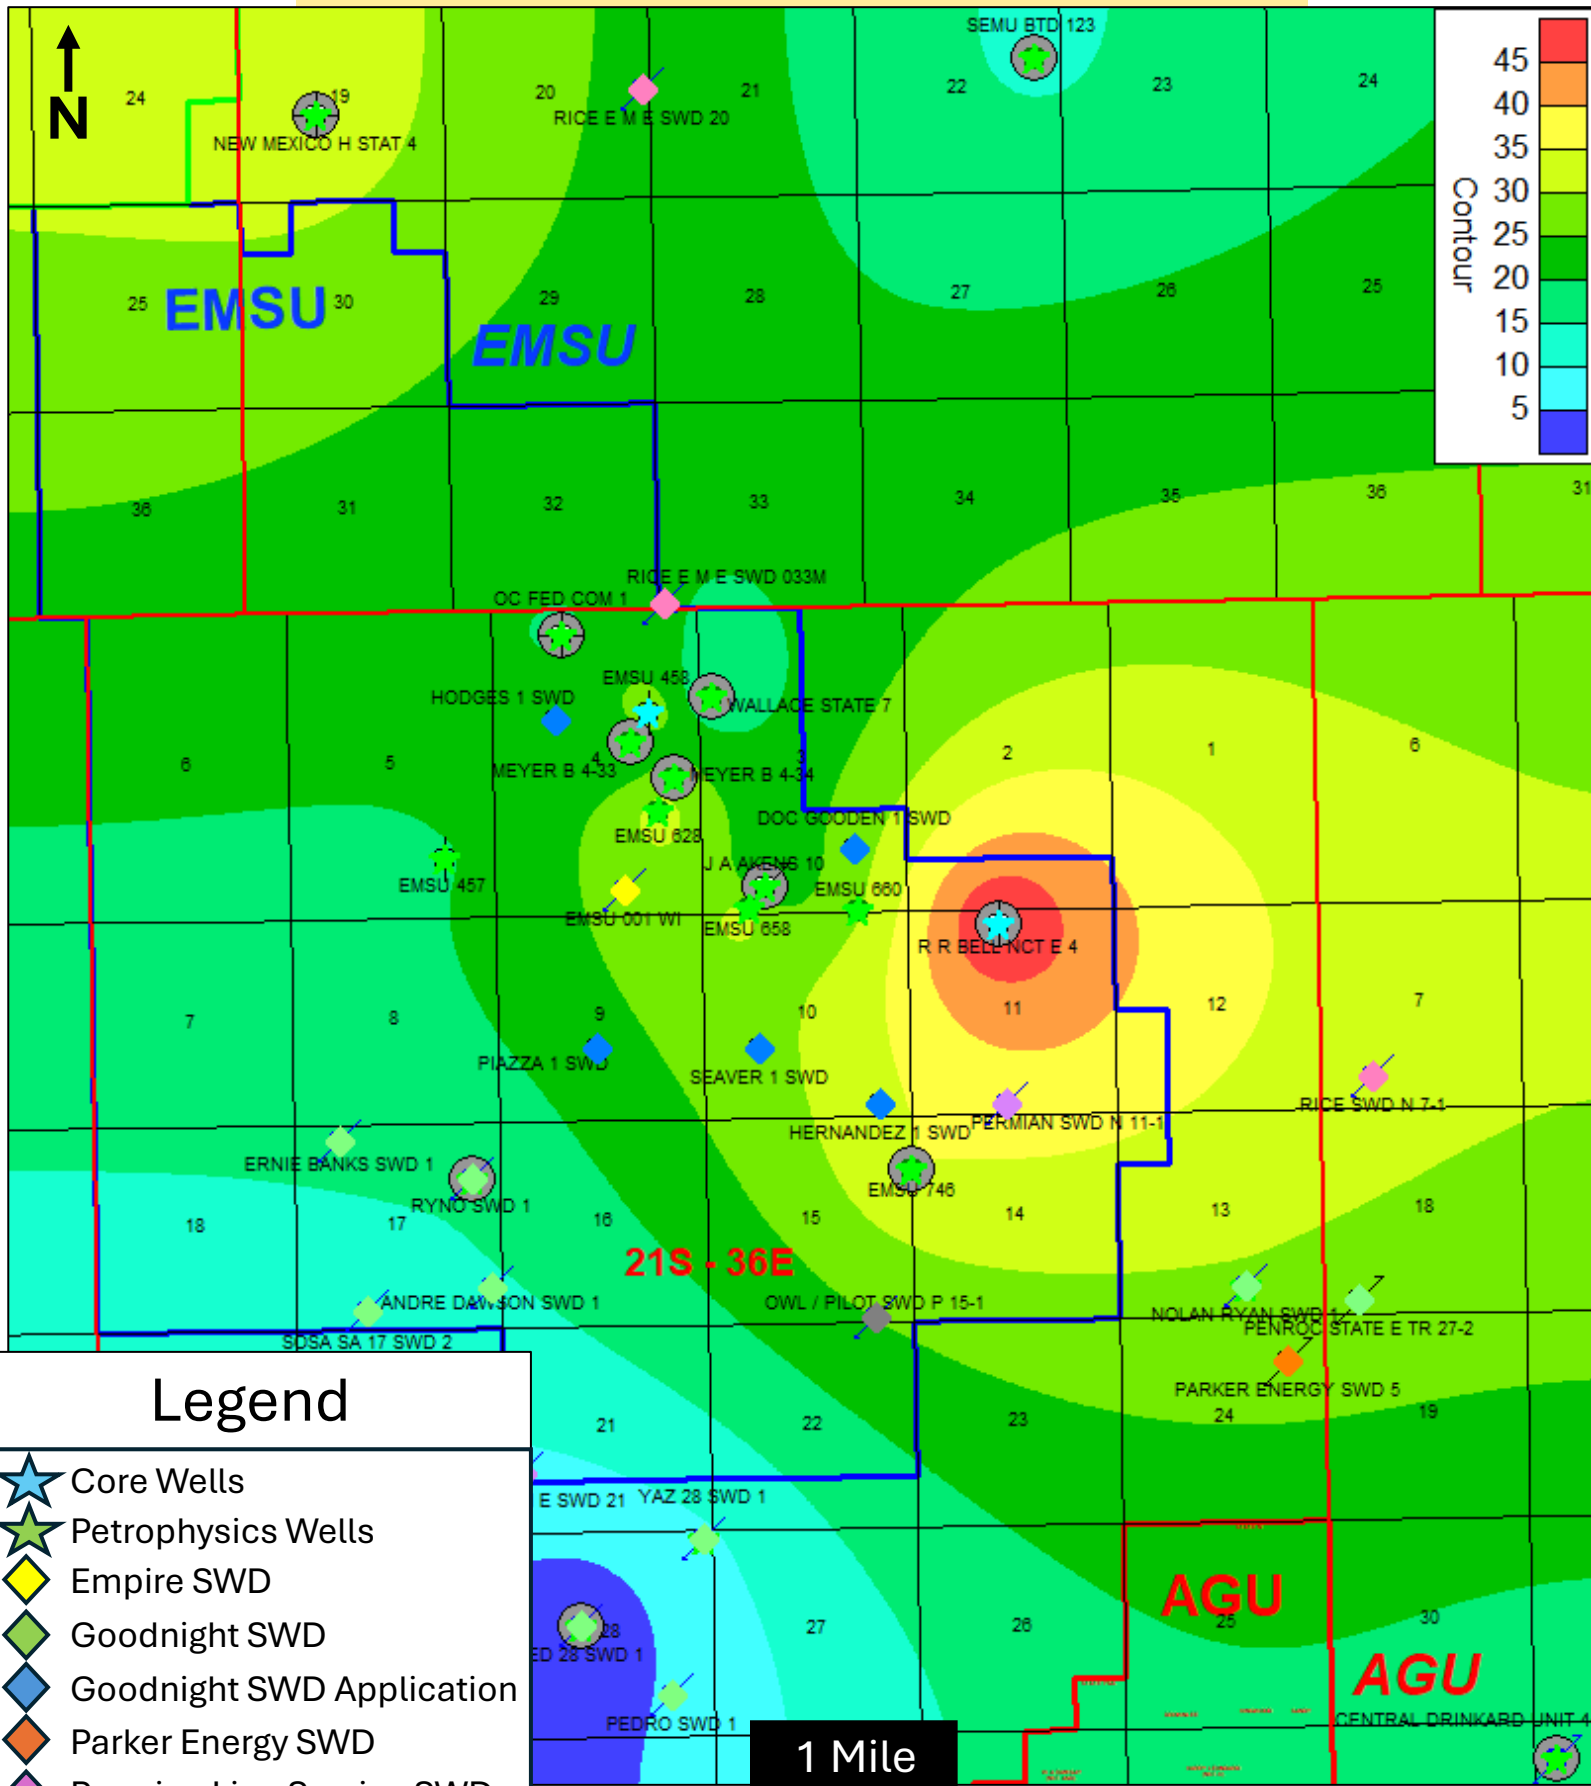 SEMU BTD 123
N
24
19
20
21
22
23
24
RICE E M E SWD 20
NEW MEXICO H STAT 4
Contour
45
40
35
30
25
20
15
10
5
25
EMSU
30
29
EMSU
28
27
26
25
36
31
32
33
34
35
36
31
RICE E M E SWD 033M
OC FED COM 1
EMSU 458
HODGES 1 SWD
WALLACE STATE 7
6
5
4
3
2
1
6
MEYER B 4-33
MEYER B 4-34
EMSU 628
DOC GOODEN 1 SWD
J A AKENS 10
EMSU 457
EMSU 660
EMSU 001 WI
EMSU 658
R R BELL NCT E 4
7
8
9
10
11
12
7
PIAZZA 1 SWD
SEAVER 1 SWD
RICE SWD N 7-1
HERNANDEZ 1 SWD
PERMIAN SWD N 11-1
ERNIE BANKS SWD 1
RYNO SWD 1
EMSU 746
18
17
16
15
14
13
18
21S - 36E
ANDRE DAWSON SWD 1
OWL / PILOT SWD P 15-1
NOLAN RYAN SWD 1
PENROC STATE E TR 27-2
SOSA SA 17 SWD 2
PARKER ENERGY SWD 5
21
22
23
24
19
E SWD 21
YAZ 28 SWD 1
AGU
28
27
26
25
30
ED 28 SWD 1
AGU
PEDRO SWD 1
CENTRAL DRINKARD UNIT 4
1 Mile
Legend
Core Wells
Petrophysics Wells
Empire SWD
Goodnight SWD
Goodnight SWD Application
Parker Energy SWD